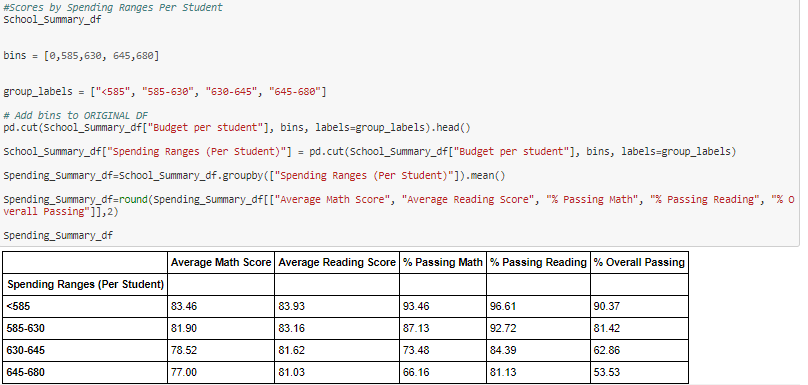 #Scores by Spending Ranges Per Student
School_Summary_df
bins = [0,585,630, 645,680]
group_labels = ["<585", "585-630", "630-645", "645-680"]
# Add bins to ORIGINAL DF
pd.cut(School_Summary_df["Budget per student"], bins, labels=group_labels).head()
School_Summary_df["Spending Ranges (Per Student)"] = pd.cut(School_Summary_df["Budget per student"], bins, labels=group_labels)
Spending_Summary_df=School_Summary_df.groupby(["Spending Ranges (Per Student)"]).mean()
Spending_Summary_df=round(Spending_Summary_df[["Average Math Score", "Average Reading Score", "% Passing Math", "% Passing Reading", "% O
verall Passing"]],2)
Spending_Summary_df
Average Math Score Average Reading Score % Passing Math % Passing Reading % Overall Passing
Spending Ranges (Per Student)
<585 83.46 83.93 93.46 96.61 90.37
585-630 81.90 83.16 87.13 92.72 81.42
630-645 78.52 81.62 73.48 84.39 62.86
645-680 77.00 81.03 66.16 81.13 53.53